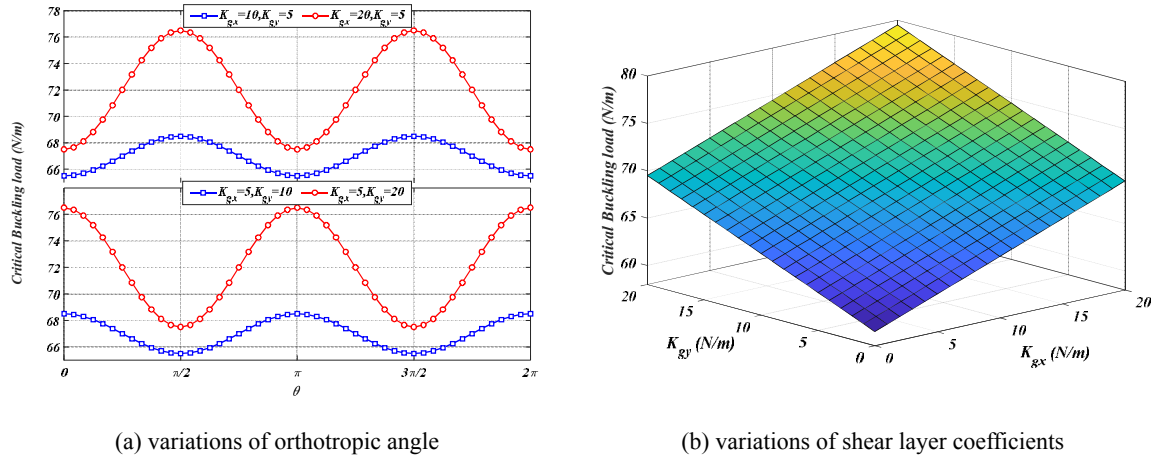 K_gx=10,K_gy=5 K_gx=20,K_gy=5
78
76
74
72
70
68
66
K_gx=5,K_gy=10 K_gx=5,K_gy=20
76
74
72
70
68
66
Critical Buckling load (N/m)
0 π/2 π 3π/2 2π
θ
(a) variations of orthotropic angle
80
75
70
65
60
Critical Buckling load (N/m)
20 15 10 5 0
K_gy (N/m)
0 5 10 15 20
K_gx (N/m)
(b) variations of shear layer coefficients